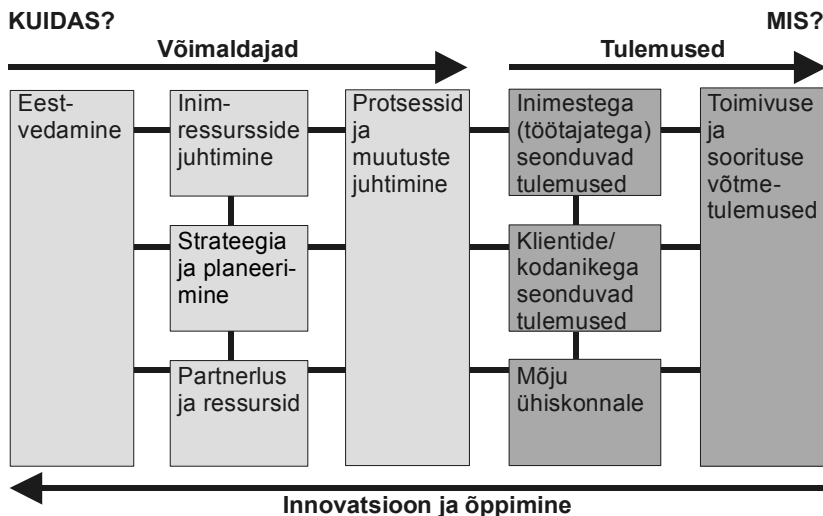 KUIDAS?
MIS?
Võimaldajad
Tulemused
Eest-
vedamine
Inim-
ressursside
juhtimine
Protsessid
ja
muutuste
juhtimine
Inimestega
(töötajatega)
seonduvad
tulemused
Toimivuse
ja
soorituse
võtme-
tulemused
Strateegia
ja planeeri-
mine
Klientide/
kodanikega
seonduvad
tulemused
Partnerlus
ja ressursid
Mõju
ühiskonnale
Innovatsioon ja õppimine